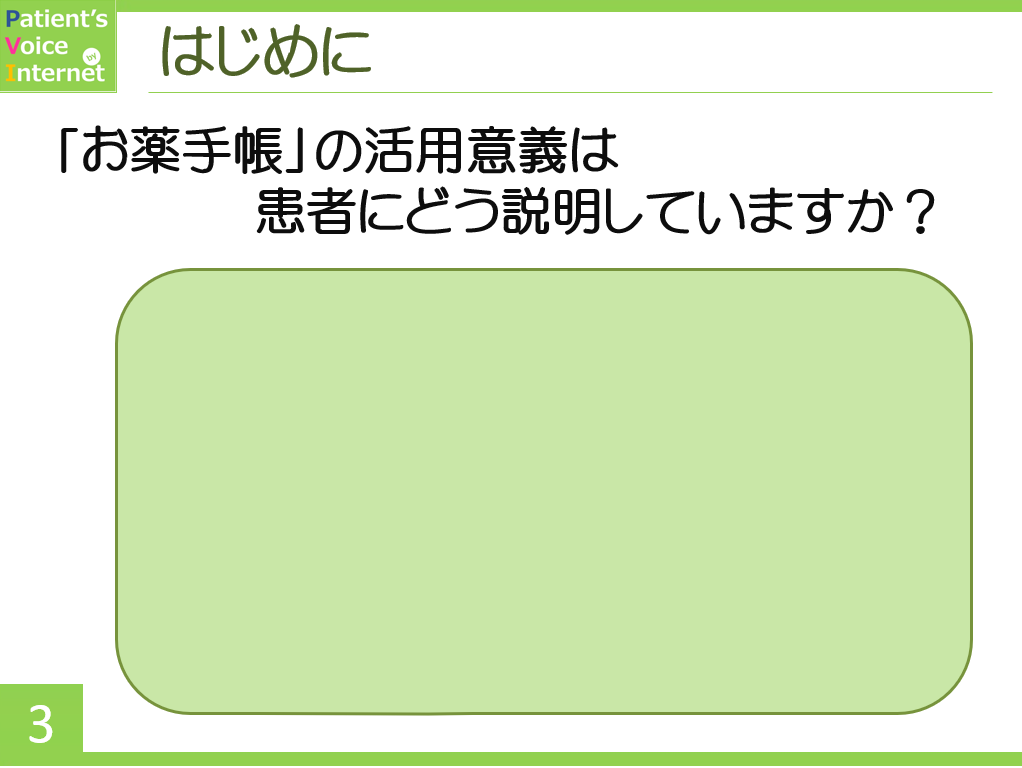 Patient's
Voice
by
Internet
はじめに
「お薬手帳」の活用意義は
患者にどう説明していますか？
3